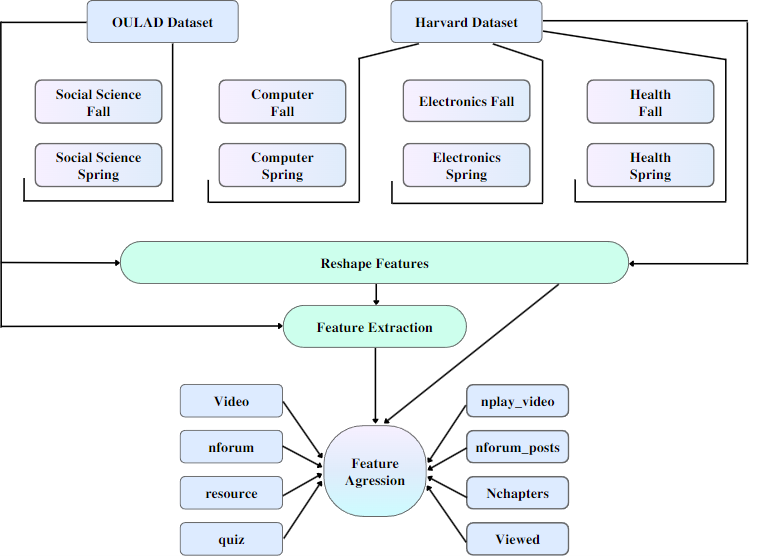 OULAD Dataset
Harvard Dataset
Social Science
Fall
Computer
Fall
Electronics Fall
Health
Fall
Social Science
Spring
Computer
Spring
Electronics
Spring
Health
Spring
Reshape Features
Feature Extraction
Video
nforum
resource
quiz
Feature
Agression
nplay_video
nforum_posts
Nchapters
Viewed